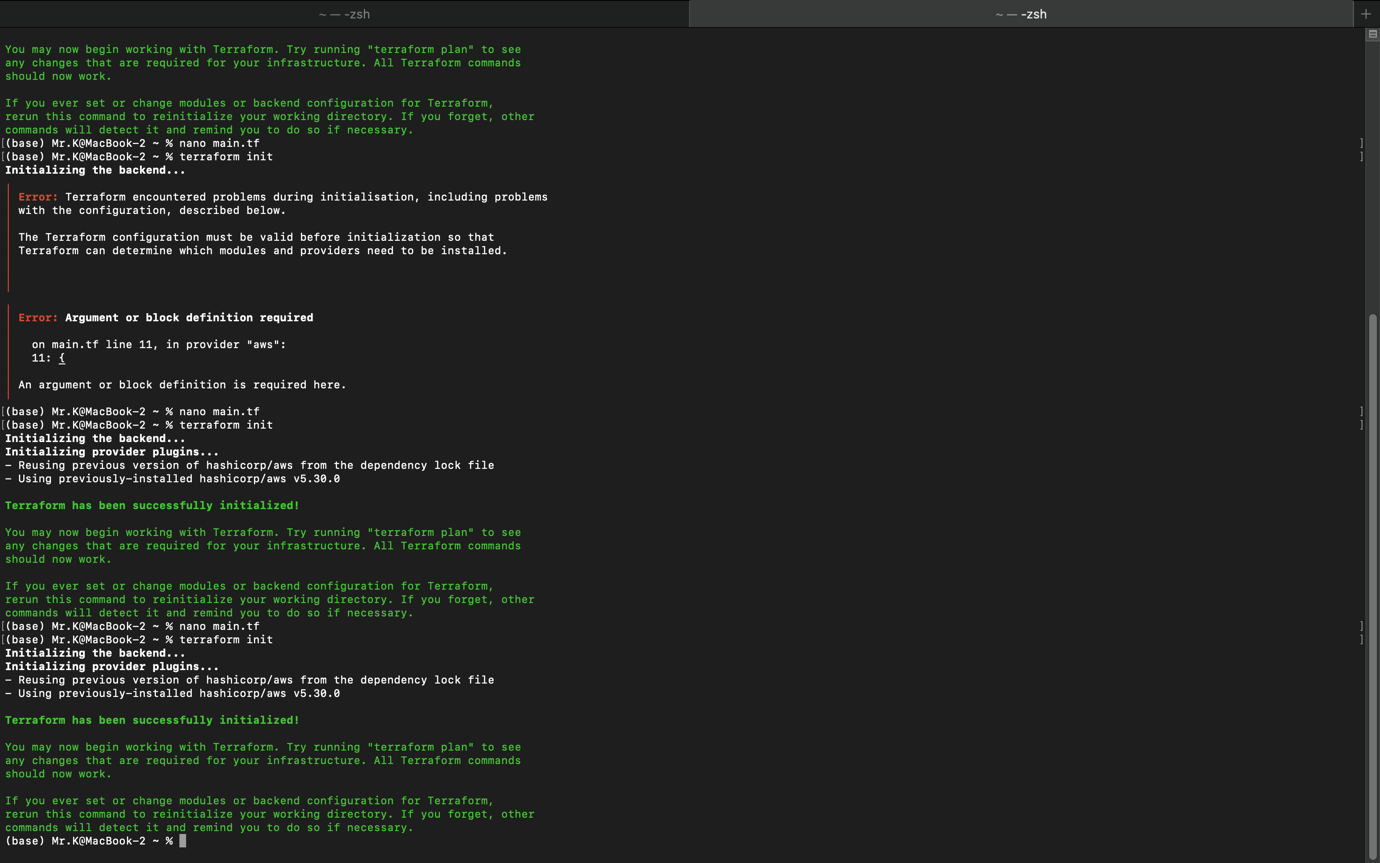 ~ — -zsh
~ — -zsh
+
You may now begin working with Terraform. Try running "terraform plan" to see
any changes that are required for your infrastructure. All Terraform commands
should now work.
If you ever set or change modules or backend configuration for Terraform,
rerun this command to reinitialize your working directory. If you forget, other
commands will detect it and remind you to do so if necessary.
[(base) Mr.K@MacBook-2 ~ % nano main.tf ]
[(base) Mr.K@MacBook-2 ~ % terraform init ]
Initializing the backend...
Error: Terraform encountered problems during initialisation, including problems
with the configuration, described below.
The Terraform configuration must be valid before initialization so that
Terraform can determine which modules and providers need to be installed.
Error: Argument or block definition required
on main.tf line 11, in provider "aws":
11: {
An argument or block definition is required here.
[(base) Mr.K@MacBook-2 ~ % nano main.tf ]
[(base) Mr.K@MacBook-2 ~ % terraform init ]
Initializing the backend...
Initializing provider plugins...
- Reusing previous version of hashicorp/aws from the dependency lock file
- Using previously-installed hashicorp/aws v5.30.0
Terraform has been successfully initialized!
You may now begin working with Terraform. Try running "terraform plan" to see
any changes that are required for your infrastructure. All Terraform commands
should now work.
If you ever set or change modules or backend configuration for Terraform,
rerun this command to reinitialize your working directory. If you forget, other
commands will detect it and remind you to do so if necessary.
[(base) Mr.K@MacBook-2 ~ % nano main.tf ]
[(base) Mr.K@MacBook-2 ~ % terraform init ]
Initializing the backend...
Initializing provider plugins...
- Reusing previous version of hashicorp/aws from the dependency lock file
- Using previously-installed hashicorp/aws v5.30.0
Terraform has been successfully initialized!
You may now begin working with Terraform. Try running "terraform plan" to see
any changes that are required for your infrastructure. All Terraform commands
should now work.
If you ever set or change modules or backend configuration for Terraform,
rerun this command to reinitialize your working directory. If you forget, other
commands will detect it and remind you to do so if necessary.
(base) Mr.K@MacBook-2 ~ %